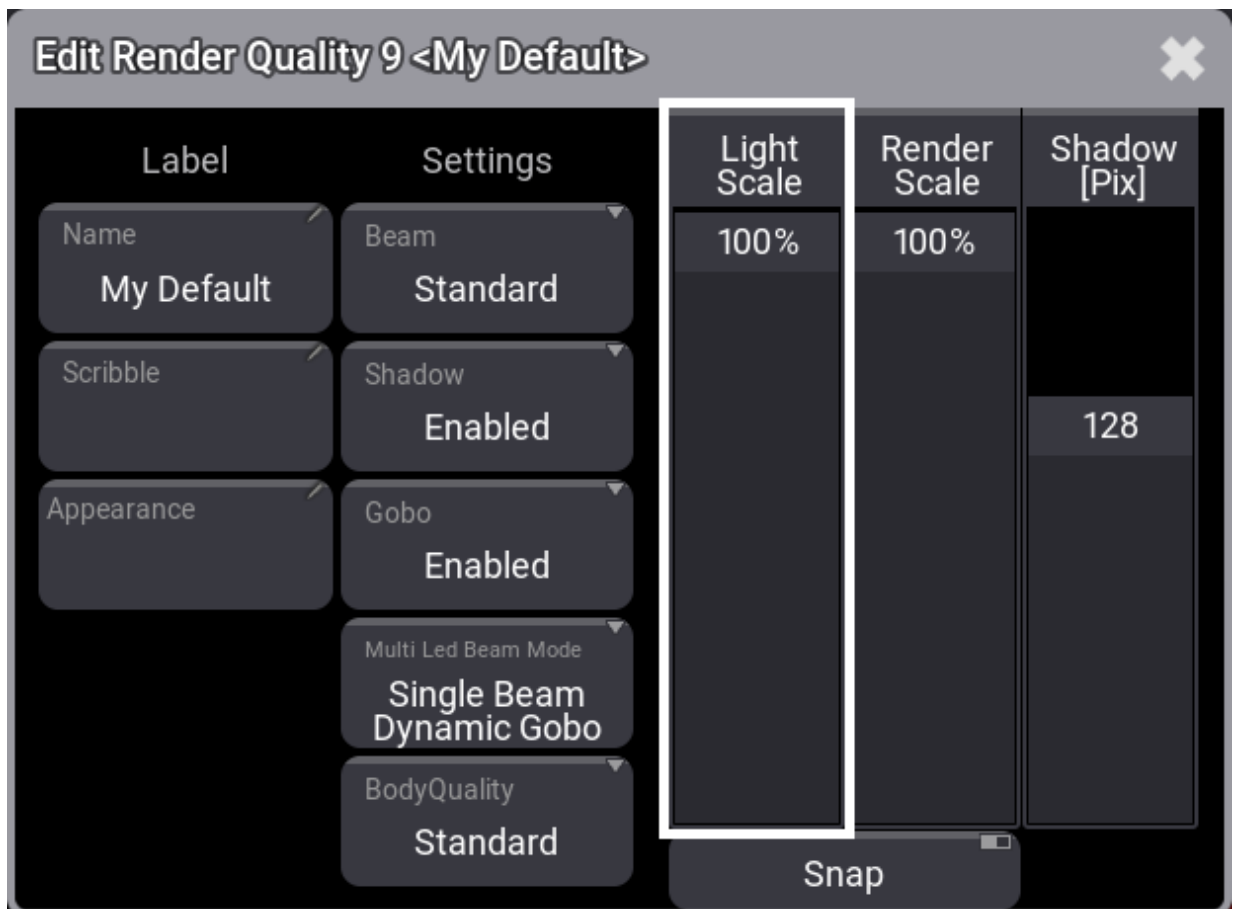 Edit Render Quality 9 <My Default>
Label
Settings
Light
Scale
Render
Scale
Shadow
[Pix]
Name
My Default
Beam
Standard
100%
100%
Scribble
Shadow
Enabled
128
Appearance
Gobo
Enabled
Multi Led Beam Mode
Single Beam
Dynamic Gobo
BodyQuality
Standard
Snap